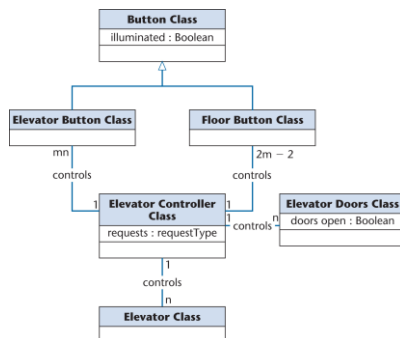 Button Class
illuminated : Boolean
Elevator Button Class
Floor Button Class
mn
2m − 2
controls
controls
1
1
Elevator Controller
Class
requests : requestType
1
controls
n
Elevator Doors Class
doors open : Boolean
1
controls
n
Elevator Class